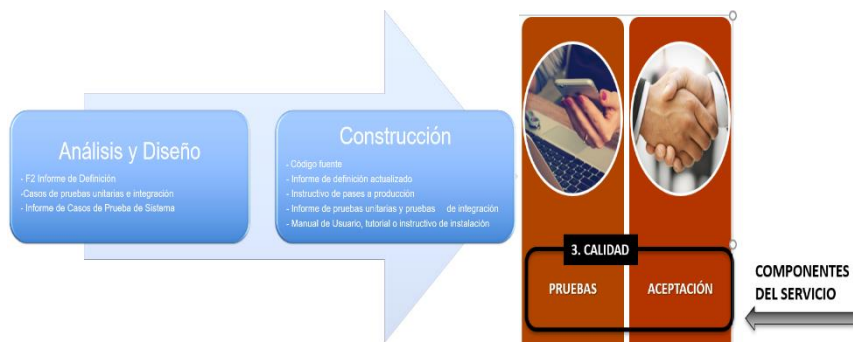 Análisis y Diseño
- F2 Informe de Definición
-Casos de pruebas unitarias e integración
- Informe de Casos de Prueba de Sistema
Construcción
- Código fuente
- Informe de definición actualizado
- Instructivo de pases a producción
- Informe de pruebas unitarias y pruebas de integración
- Manual de Usuario, tutorial o instructivo de instalación
3. CALIDAD
PRUEBAS
ACEPTACIÓN
COMPONENTES
DEL SERVICIO